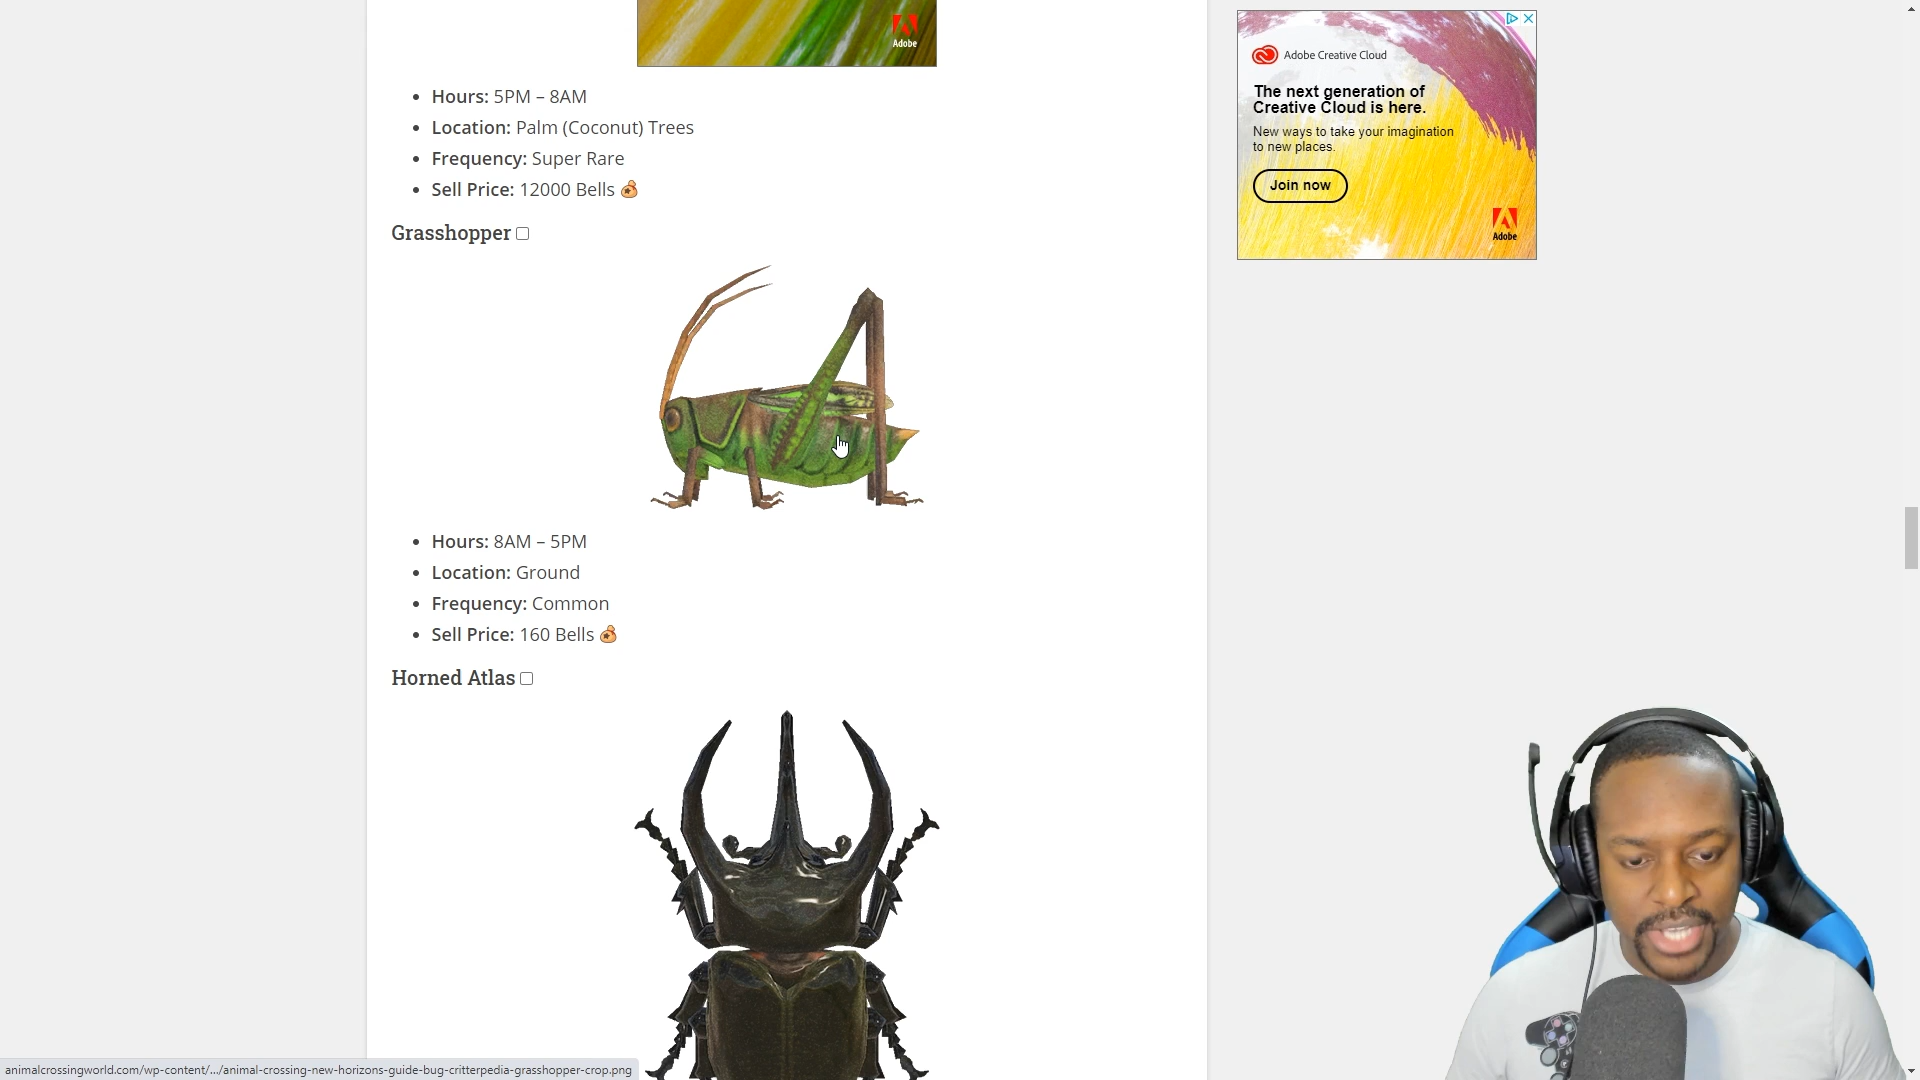 Adobe
Hours: 5PM – 8AM
Location: Palm (Coconut) Trees
Frequency: Super Rare
Sell Price: 12000 Bells
Grasshopper
Hours: 8AM – 5PM
Location: Ground
Frequency: Common
Sell Price: 160 Bells
Horned Atlas
Adobe Creative Cloud
The next generation of
Creative Cloud is here.
New ways to take your imagination
to new places.
Join now
Adobe
animalcrossingworld.com/wp-content/.../animal-crossing-new-horizons-guide-bug-critterpedia-grasshopper-crop.png